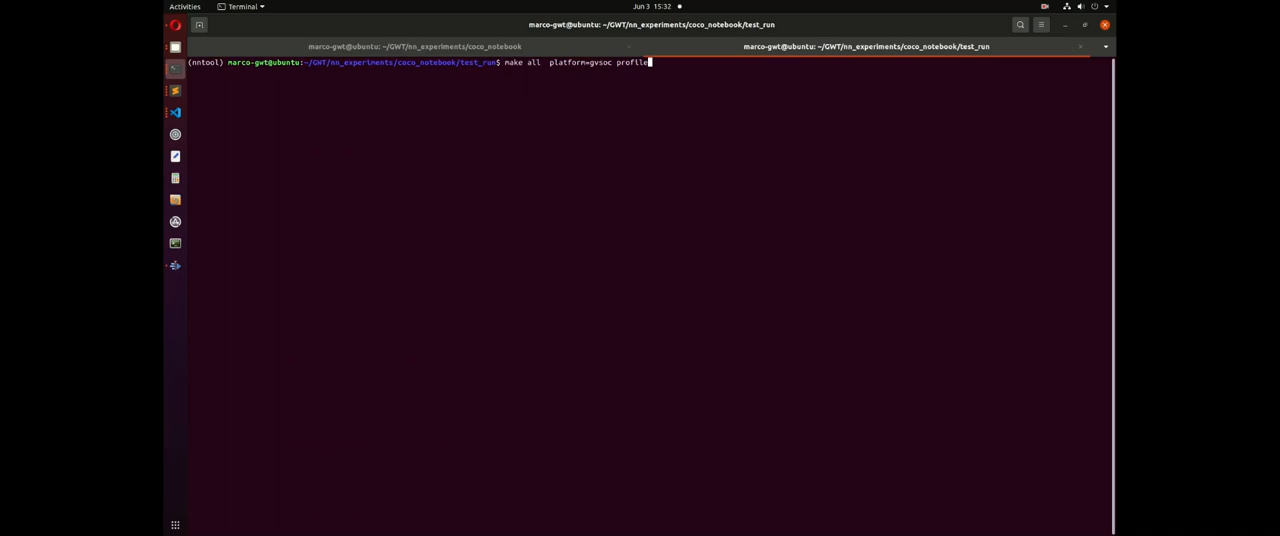 Activities
Terminal
Jun 3 15:32
marco-gwt@ubuntu: ~/GWT/nn_experiments/coco_notebook/test_run
marco-gwt@ubuntu: ~/GWT/nn_experiments/coco_notebook
marco-gwt@ubuntu: ~/GWT/nn_experiments/coco_notebook/test_run
(nntool) marco-gwt@ubuntu:~/GWT/nn_experiments/coco_notebook/test_run$ make all  platform=gvsoc profile